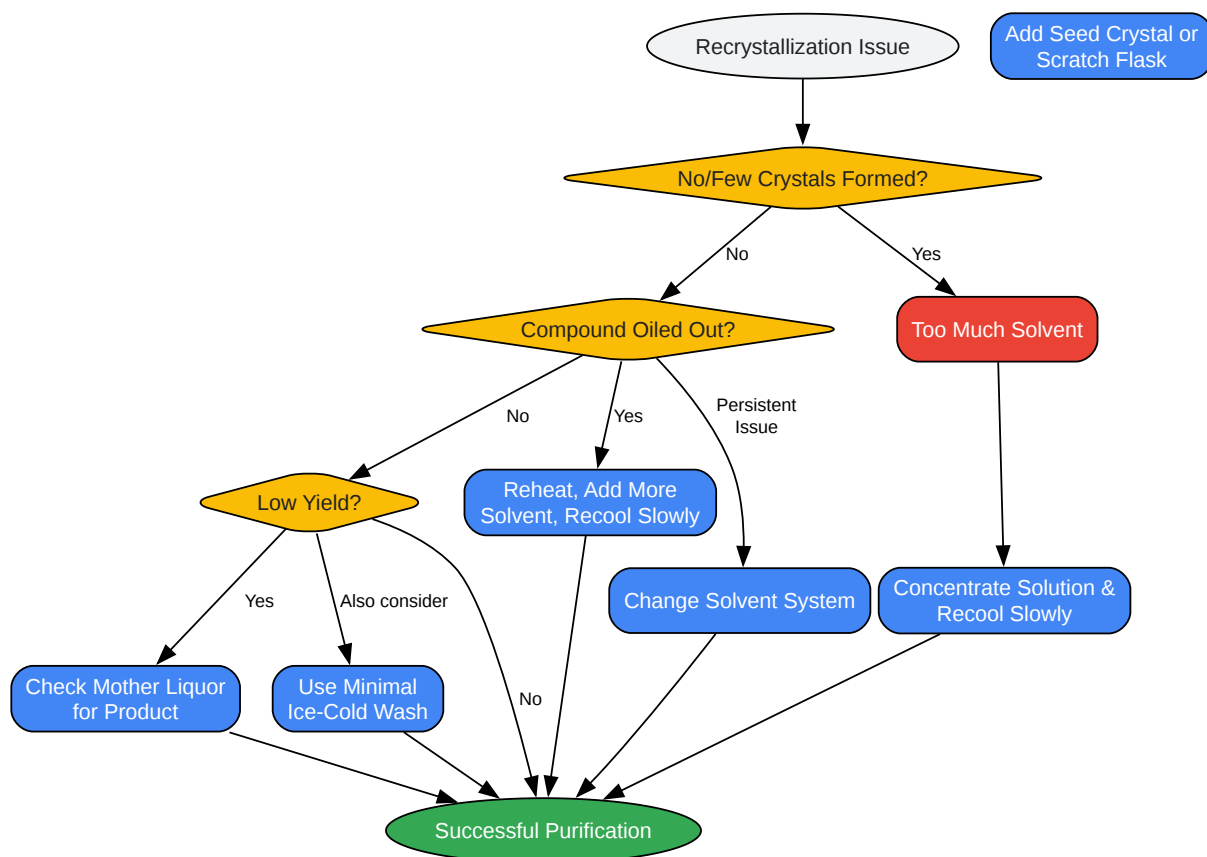 Recrystallization Issue
Add Seed Crystal or
Scratch Flask
No/Few Crystals Formed?
No
Yes
Compound Oiled Out?
Too Much Solvent
No
Yes
Persistent
Issue
Low Yield?
Reheat, Add More
Solvent, Recool Slowly
Change Solvent System
Concentrate Solution &
Recool Slowly
Yes
Also consider
No
Check Mother Liquor
for Product
Use Minimal
Ice-Cold Wash
Successful Purification